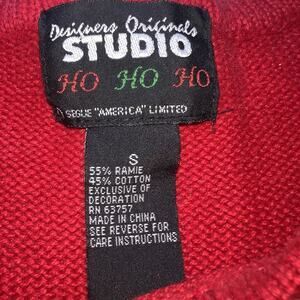 Designers Originals
STUDIO
HO HO HO
SEGUE "AMERICA" LIMITED
S
55% RAMIE
45% COTTON
EXCLUSIVE OF
DECORATION
RN 63757
MADE IN CHINA
SEE REVERSE FOR
CARE INSTRUCTIONS